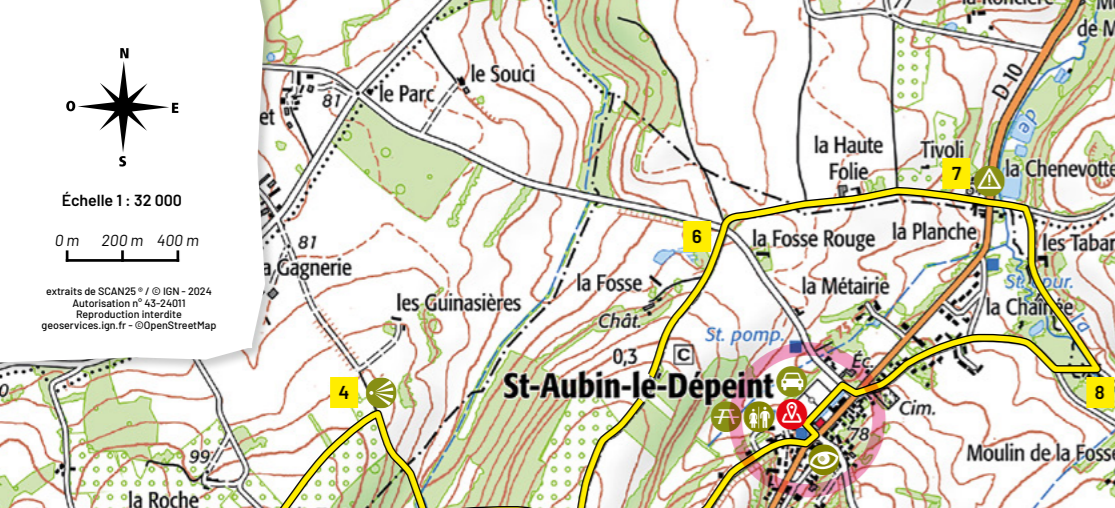 N
O
E
S
Échelle 1 : 32 000
0 m 200 m 400 m
extraits de SCAN25® / © IGN - 2024
Autorisation n° 43-24011
Reproduction interdite
geoservices.ign.fr - ©OpenStreetMap
81
le Parc
le Souci
D 10
la Haute
Folie
Tivoli
7
la Chenevotte
6
la Fosse Rouge
la Planche
les Tabar
81
a Gagnerie
la Fosse
la Métairie
St. pour.
la Chaînée
les Guinasières
Chât.
St. pomp.
75
0,3
C
Éc.
4
St-Aubin-le-Dépeint
8
Cim.
78
99
Moulin de la Fosse
la Roche